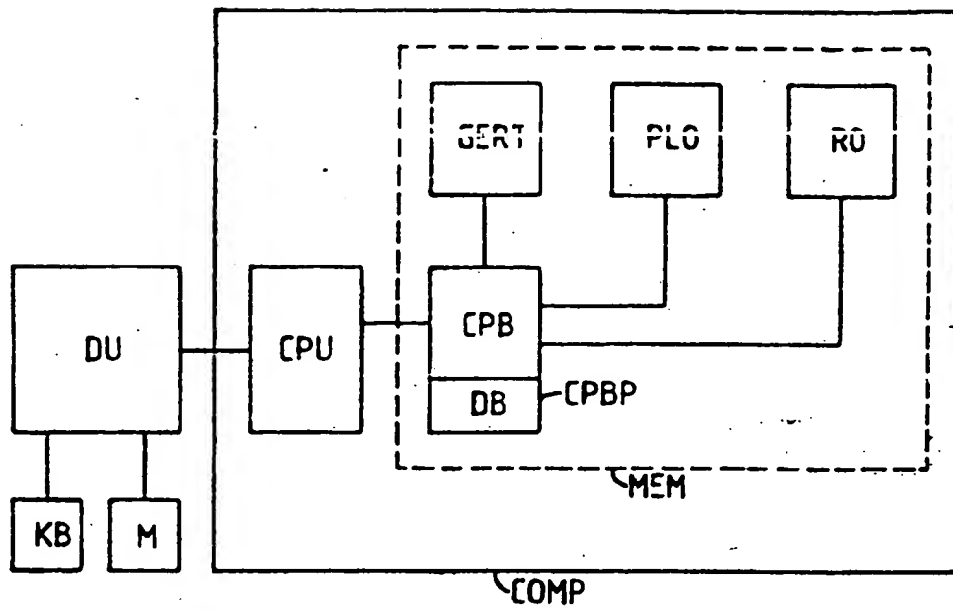 GERT PLO RO
DU CPU CPB
DB CPBP
MEM
KB M
COMP